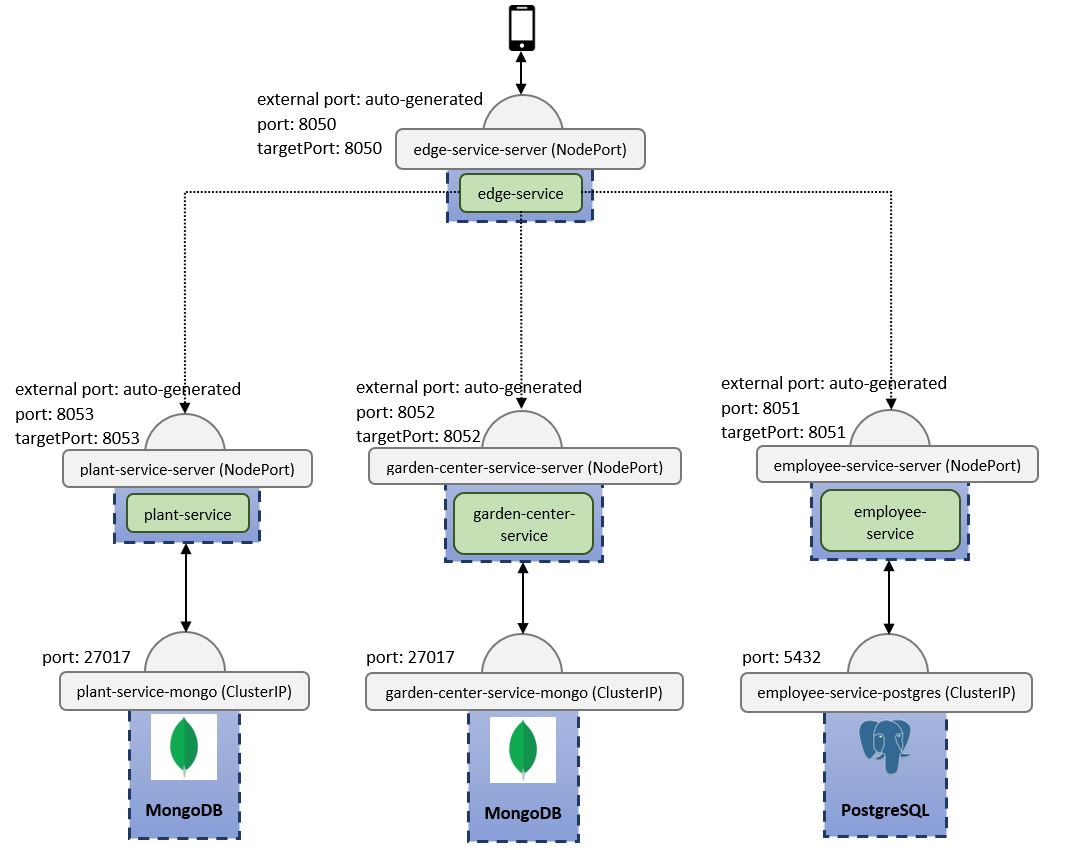 external port: auto-generated
port: 8050
targetPort: 8050
edge-service-server (NodePort)
edge-service
external port: auto-generated
port: 8053
targetPort: 8053
plant-service-server (NodePort)
plant-service
external port: auto-generated
port: 8052
targetPort: 8052
garden-center-service-server (NodePort)
garden-center-
service
external port: auto-generated
port: 8051
targetPort: 8051
employee-service-server (NodePort)
employee-
service
port: 27017
plant-service-mongo (ClusterIP)
MongoDB
port: 27017
garden-center-service-mongo (ClusterIP)
MongoDB
port: 5432
employee-service-postgres (ClusterIP)
PostgreSQL